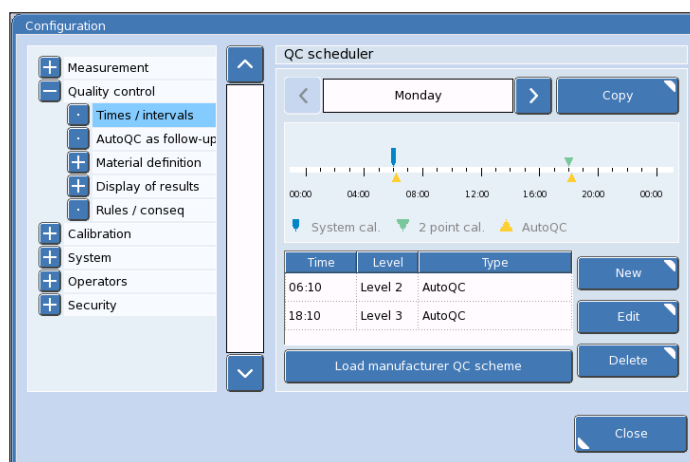 Configuration
Measurement
Quality control
Times / intervals
AutoQC as follow-up
Material definition
Display of results
Rules / conseq
Calibration
System
Operators
Security
QC scheduler
Monday
Copy
00:00 04:00 08:00 12:00 16:00 20:00 00:00
System cal. 2 point cal. AutoQC
Time Level Type
06:10 Level 2 AutoQC
18:10 Level 3 AutoQC
New
Edit
Delete
Load manufacturer QC scheme
Close